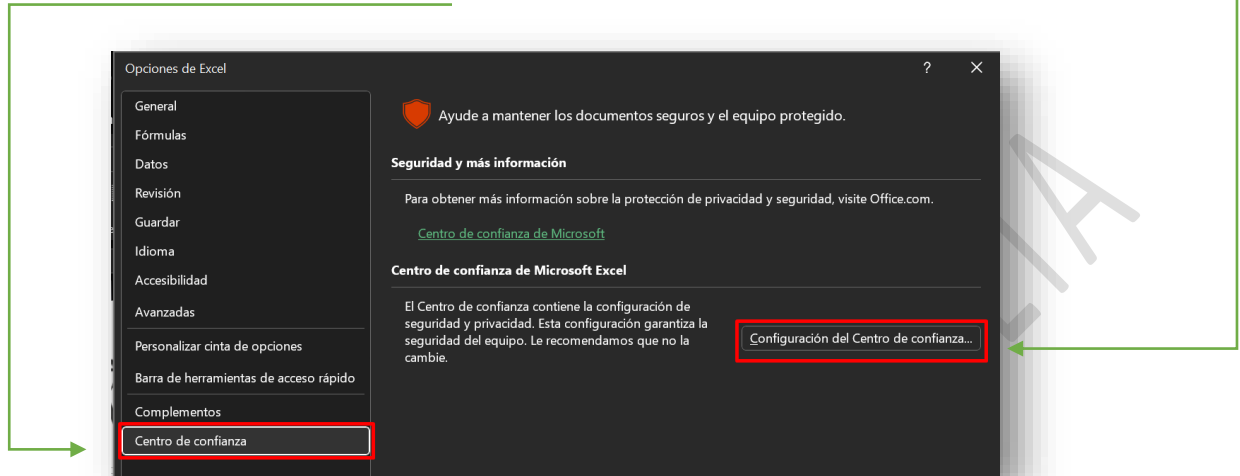 Opciones de Excel
?
General
Fórmulas
Datos
Revisión
Guardar
Idioma
Accesibilidad
Avanzadas
Personalizar cinta de opciones
Barra de herramientas de acceso rápido
Complementos
Centro de confianza
Ayude a mantener los documentos seguros y el equipo protegido.
Seguridad y más información
Para obtener más información sobre la protección de privacidad y seguridad, visite Office.com.
Centro de confianza de Microsoft
Centro de confianza de Microsoft Excel
El Centro de confianza contiene la configuración de
seguridad y privacidad. Esta configuración garantiza la
seguridad del equipo. Le recomendamos que no la
cambie.
Configuración del Centro de confianza...